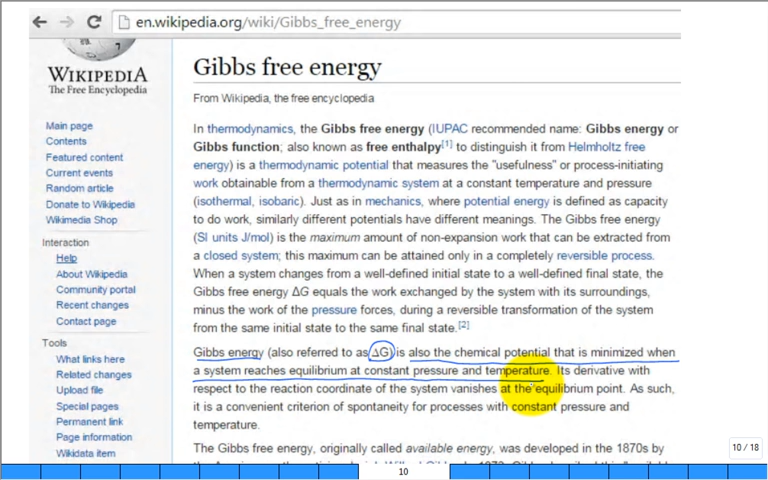 en.wikipedia.org/wiki/Gibbs_free_energy
WIKIPEDIA
The Free Encyclopedia
Main page
Contents
Featured content
Current events
Random article
Donate to Wikipedia
Wikimedia Shop
Interaction
Help
About Wikipedia
Community portal
Recent changes
Contact page
Tools
What links here
Related changes
Upload file
Special pages
Permanent link
Page information
Wikidata item
Gibbs free energy
From Wikipedia, the free encyclopedia
In thermodynamics, the Gibbs free energy (IUPAC recommended name: Gibbs energy or
Gibbs function; also known as free enthalpy[1] to distinguish it from Helmholtz free
energy) is a thermodynamic potential that measures the "usefulness" or process-initiating
work obtainable from a thermodynamic system at a constant temperature and pressure
(isothermal, isobaric). Just as in mechanics, where potential energy is defined as capacity
to do work, similarly different potentials have different meanings. The Gibbs free energy
(SI units J/mol) is the maximum amount of non-expansion work that can be extracted from
a closed system; this maximum can be attained only in a completely reversible process.
When a system changes from a well-defined initial state to a well-defined final state, the
Gibbs free energy ΔG equals the work exchanged by the system with its surroundings,
minus the work of the pressure forces, during a reversible transformation of the system
from the same initial state to the same final state.[2]
Gibbs energy (also referred to as ΔG) is also the chemical potential that is minimized when
a system reaches equilibrium at constant pressure and temperature. Its derivative with
respect to the reaction coordinate of the system vanishes at the equilibrium point. As such,
it is a convenient criterion of spontaneity for processes with constant pressure and
temperature.
The Gibbs free energy, originally called available energy, was developed in the 1870s by
10 / 18
10